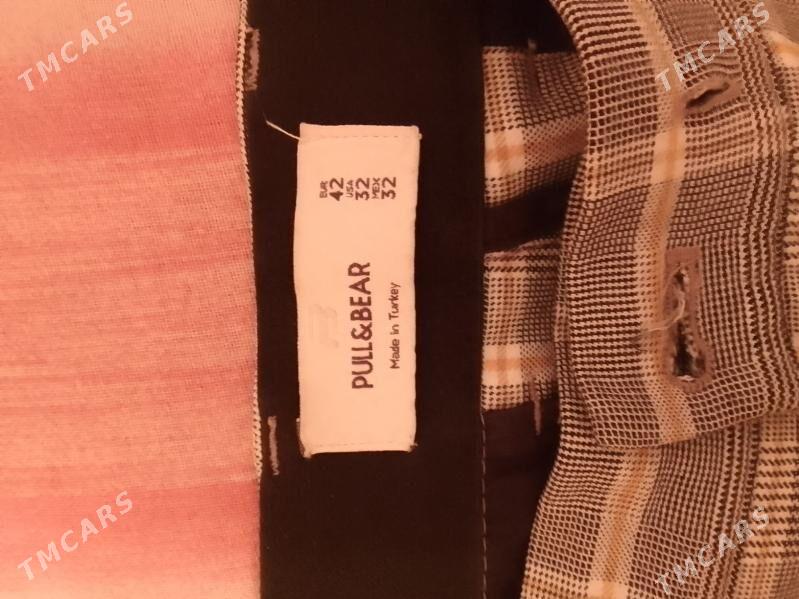 PULL&BEAR
Made in Turkey
EUR
42
USA
32
MEX
32
TMCARS
TMCARS
TMCARS
TMCARS